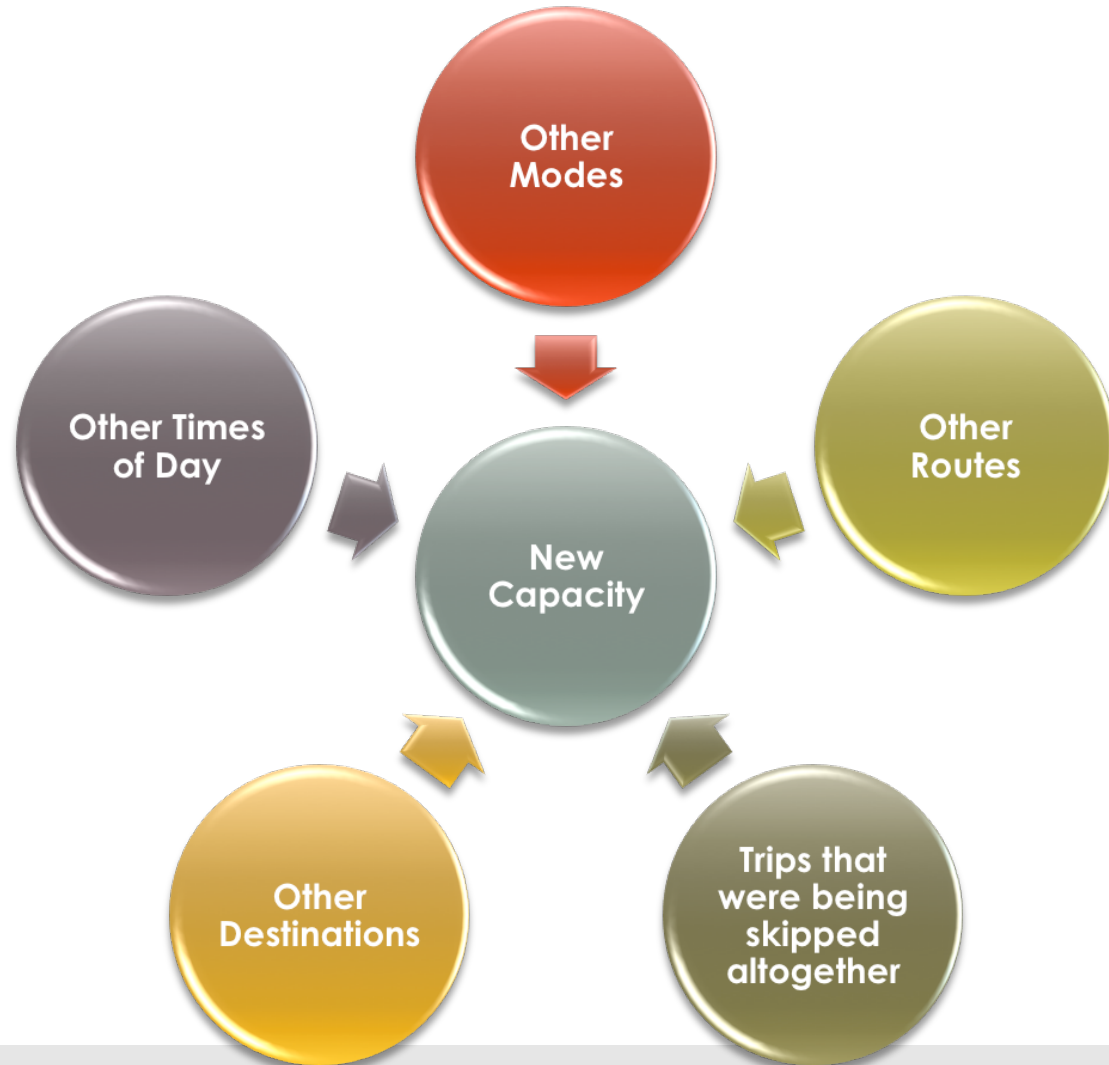 Other
Modes
Other Times
of Day
Other
Routes
New
Capacity
Other
Destinations
Trips that
were being
skipped
altogether